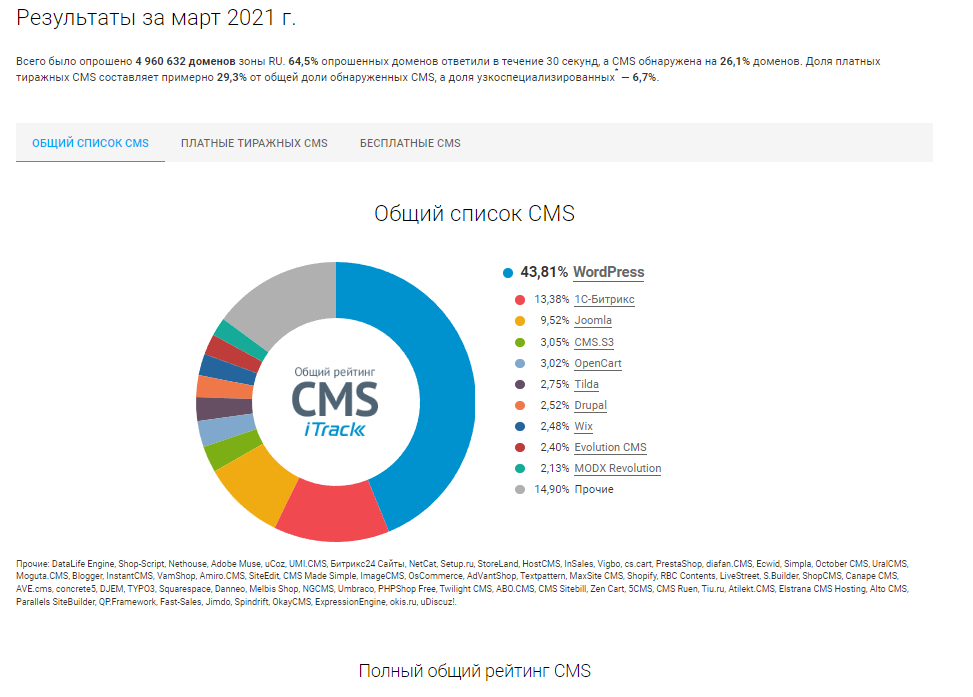 Результаты за март 2021 г.
Всего было опрошено 4 960 632 доменов зоны RU. 64,5% опрошенных доменов ответили в течение 30 секунд, а CMS обнаружена на 26,1% доменов. Доля платных
тиражных CMS составляет примерно 29,3% от общей доли обнаруженных CMS, а доля узкоспециализированных* — 6,7%.
ОБЩИЙ СПИСОК CMS ПЛАТНЫЕ ТИРАЖНЫХ CMS БЕСПЛАТНЫЕ CMS
Общий список CMS
Общий рейтинг
CMS
iTrack
43,81% WordPress
13,38% 1С-Битрикс
9,52% Joomla
3,05% CMS.S3
3,02% OpenCart
2,75% Tilda
2,52% Drupal
2,48% Wix
2,40% Evolution CMS
2,13% MODX Revolution
14,90% Прочие
Прочие: DataLife Engine, Shop-Script, Nethouse, Adobe Muse, uCoz, UMI.CMS, Битрикс24 Сайты, NetCat, Setup.ru, StoreLand, HostCMS, InSales, Vigbo, cs.cart, PrestaShop, diafan.CMS, Ecwid, Simpla, October CMS, UralCMS,
Moguta.CMS, Blogger, InstantCMS, VamShop, Amiro.CMS, SiteEdit, CMS Made Simple, ImageCMS, OsCommerce, AdVantShop, Textpattern, MaxSite CMS, Shopify, RBC Contents, LiveStreet, S.Builder, ShopCMS, Canape CMS,
AVE.cms, concrete5, DJEM, TYPO3, Squarespace, Danneo, Melbis Shop, NGCMS, Umbraco, PHPShop Free, Twilight CMS, ABO.CMS, CMS Sitebill, Zen Cart, 5CMS, CMS Ruen, Tiu.ru, Atilekt.CMS, Elstrana CMS Hosting, Alto CMS,
Parallels SiteBuilder, QP.Framework, Fast-Sales, Jimdo, Spindrift, OkayCMS, ExpressionEngine, okis.ru, uDiscuz!.
Полный общий рейтинг CMS